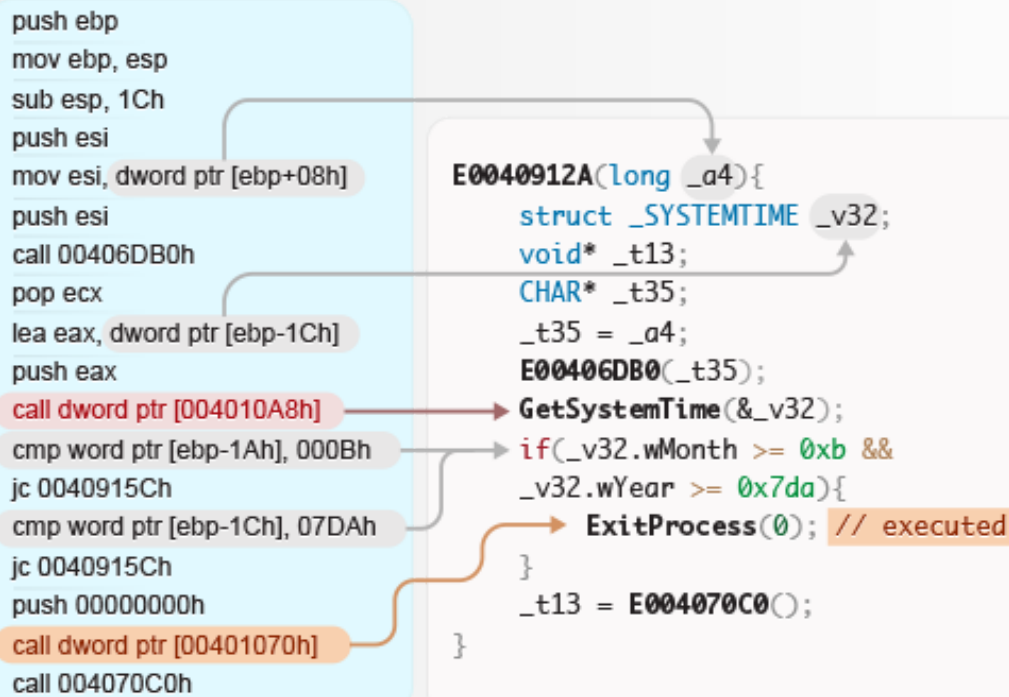 push ebp
mov ebp, esp
sub esp, 1Ch
push esi
mov esi, dword ptr [ebp+08h]
push esi
call 00406DB0h
pop ecx
lea eax, dword ptr [ebp-1Ch]
push eax
call dword ptr [004010A8h]
cmp word ptr [ebp-1Ah], 000Bh
jc 0040915Ch
cmp word ptr [ebp-1Ch], 07DAh
jc 0040915Ch
push 00000000h
call dword ptr [00401070h]
call 004070C0h
E0040912A(long _a4){
struct _SYSTEMTIME _v32;
void* _t13;
CHAR* _t35;
_t35 = _a4;
E00406DB0(_t35);
GetSystemTime(&_v32);
if(_v32.wMonth >= 0xb &&
_v32.wYear >= 0x7da){
ExitProcess(0); // executed
}
_t13 = E004070C0();
}